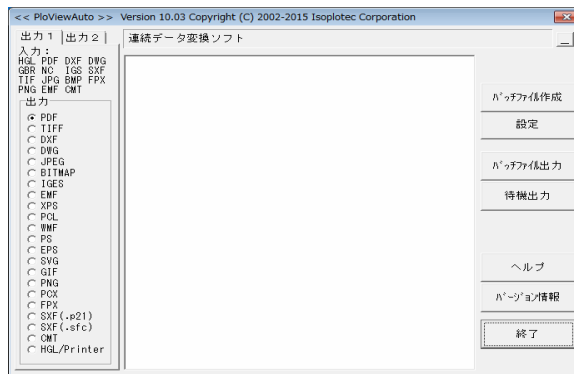 << PloViewAuto >> Version 10.03 Copyright (C) 2002-2015 Isoplotec Corporation
出力１ 出力２
連続データ変換ソフト
入力：
HGL PDF DXF DWG
GBR NC IGS SXF
TIF JPG BMP FPX
PNG EMF CMT
出力
PDF
TIFF
DXF
DWG
JPEG
BITMAP
IGES
EMF
XPS
PCL
WMF
PS
EPS
SVG
GIF
PNG
PCX
FPX
SXF(.p21)
SXF(.sfc)
CMT
HGL/Printer
ﾊﾞｯﾁﾌｧｲﾙ作成
設定
ﾊﾞｯﾁﾌｧｲﾙ出力
待機出力
ヘルプ
ﾊﾞｰｼﾞｮﾝ情報
終了